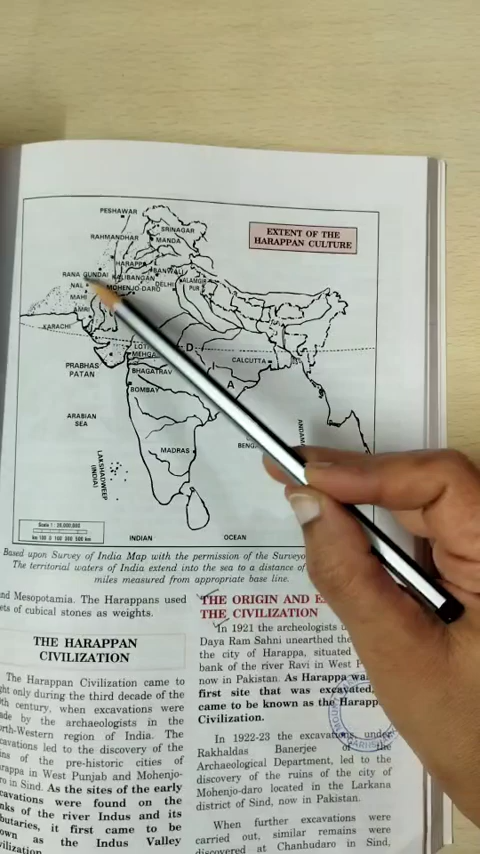 EXTENT OF THE
HARAPPAN CULTURE
PESHAWAR
SRINAGAR
RAHMANDHAR
MANDA
HARAPPA
BANWALI
RANA GUNDAI
KALIBANGAN
ALAMGIR
PUR
NAL
MOHENJO-DARO
DELHI
MAHI
AMRI
KARACHI
D
CALCUTTA
PRABHAS
PATAN
BHAGATRAV
A
BOMBAY
ARABIAN
SEA
MADRAS
LAKSHADWEEP
(INDIA)
INDIAN
OCEAN
Based upon Survey of India Map with the permission of the Surveyo
The territorial waters of India extend into the sea to a distance of
miles measured from appropriate base line.
nd Mesopotamia. The Harappans used
ets of cubical stones as weights.
THE HARAPPAN
CIVILIZATION
The Harappan Civilization came to
ght only during the third decade of the
th century, when excavations were
ade by the archaeologists in the
rth-Western region of India. The
cavations led to the discovery of the
ins of the pre-historic cities of
arappa in West Punjab and Mohenjo-
ro in Sind. As the sites of the early
cavations were found on the
nks of the river Indus and its
butaries, it first came to be
own as the Indus Valley
vilization.
THE ORIGIN AND E
THE CIVILIZATION
In 1921 the archeologists
Daya Ram Sahni unearthed the
the city of Harappa, situated
bank of the river Ravi in West P
now in Pakistan. As Harappa wa
first site that was excavated,
came to be known as the Harapp
Civilization.
In 1922-23 the excavations under
Rakhaldas Banerjee of the
Archaeological Department, led to the
discovery of the ruins of the city of
Mohenjo-daro located in the Larkana
district of Sind, now in Pakistan.
When further excavations were
carried out, similar remains were
discovered at Chanhudaro in Sind,